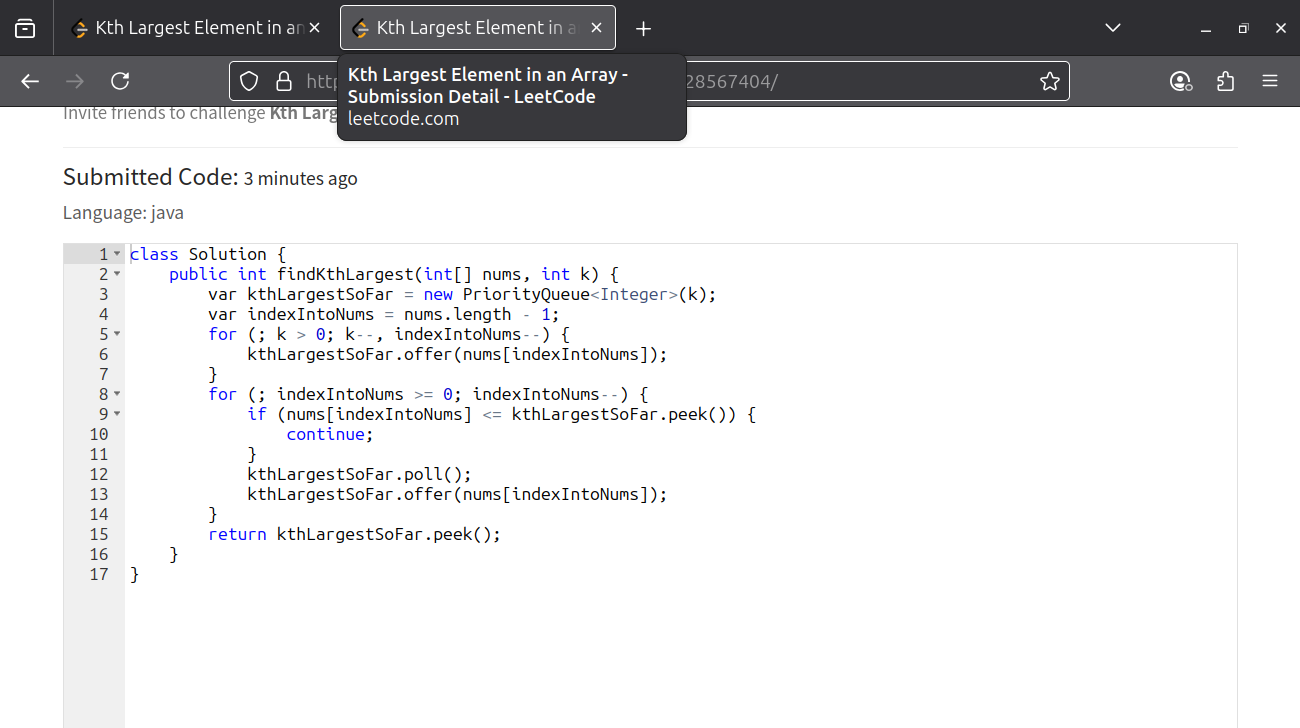 Kth Largest Element in an
Kth Largest Element in a
Kth Largest Element in an Array -
Submission Detail - LeetCode
leetcode.com
28567404/
Invite friends to challenge Kth Larg
Submitted Code: 3 minutes ago
Language: java
1 class Solution {
2     public int findKthLargest(int[] nums, int k) {
3         var kthLargestSoFar = new PriorityQueue<Integer>(k);
4         var indexIntoNums = nums.length - 1;
5         for (; k > 0; k--, indexIntoNums--) {
6             kthLargestSoFar.offer(nums[indexIntoNums]);
7         }
8         for (; indexIntoNums >= 0; indexIntoNums--) {
9             if (nums[indexIntoNums] <= kthLargestSoFar.peek()) {
10                 continue;
11             }
12             kthLargestSoFar.poll();
13             kthLargestSoFar.offer(nums[indexIntoNums]);
14         }
15         return kthLargestSoFar.peek();
16     }
17 }